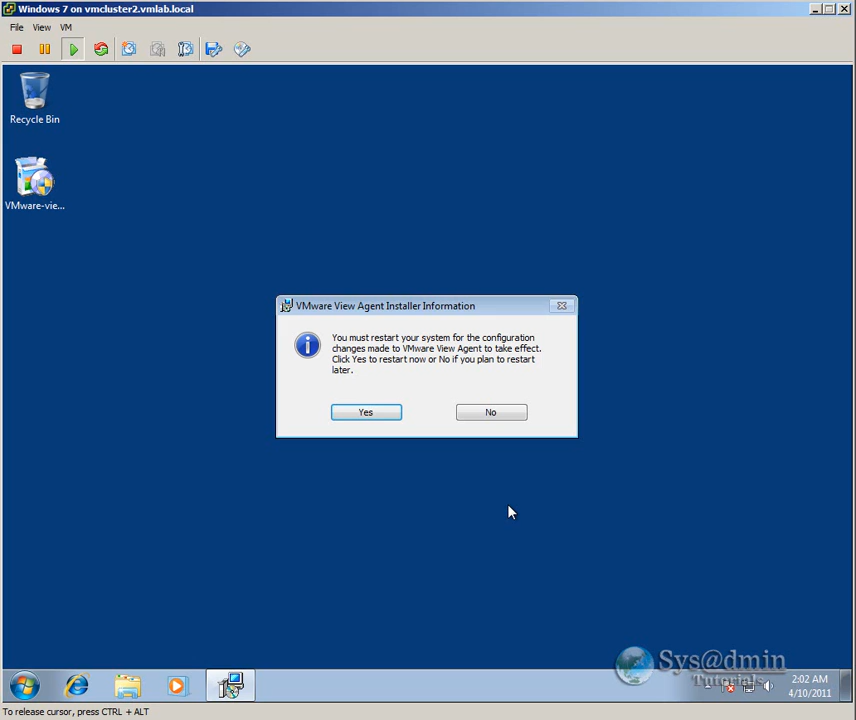 Windows 7 on vmcluster2.vmlab.local
File View VM
Recycle Bin
VMware-vie...
VMware View Agent Installer Information
You must restart your system for the configuration
changes made to VMware View Agent to take effect.
Click Yes to restart now or No if you plan to restart
later.
Yes No
Sys@dmin
Tutorials
2:02 AM
4/10/2011
To release cursor, press CTRL + ALT